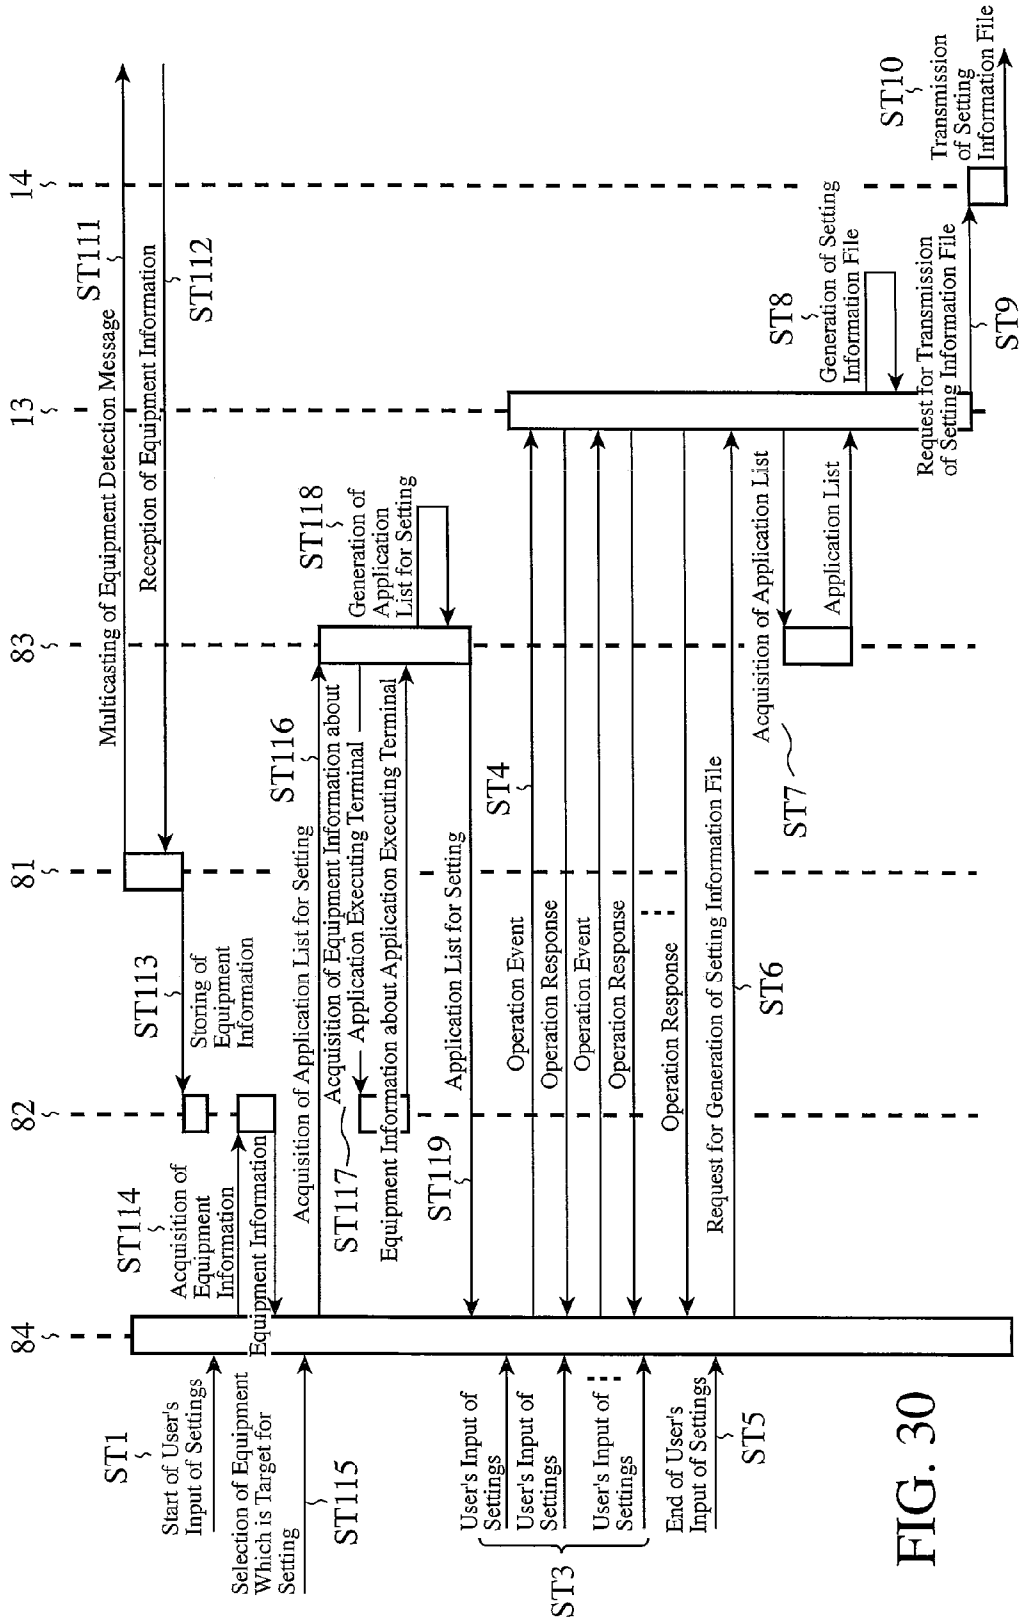 84
82
81
83
13
14
ST111
Multicasting of Equipment Detection Message
Reception of Equipment Information
ST112
ST113
Storing of
Equipment
Information
ST1
Start of User's
Input of Settings
ST114
Acquisition of
Equipment
Information
Equipment Information
Selection of Equipment
Which is Target for
Setting
ST115
Acquisition of Application List for Setting
ST116
Acquisition of Equipment Information about
Application Executing Terminal
ST117
Equipment Information about Application Executing Terminal
ST118
Generation of
Application
List for Setting
Application List for Setting
ST119
User's Input of
Settings
User's Input of
Settings
User's Input of
Settings
ST3
ST4
Operation Event
Operation Response
Operation Event
Operation Response
Operation Response
End of User's
Input of Settings
ST5
Request for Generation of Setting Information File
ST6
Acquisition of Application List
ST7
Application List
ST8
Generation of Setting
Information File
Request for Transmission
of Setting Information File
ST9
ST10
Transmission
of Setting
Information File
FIG. 30